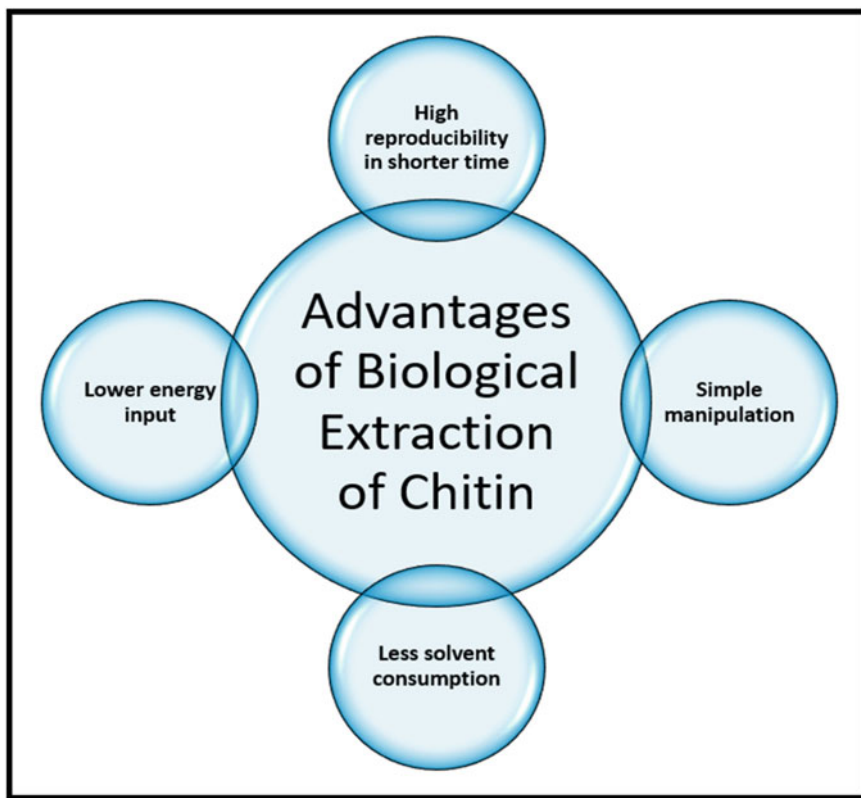 High
reproducibility
in shorter time
Advantages
of Biological
Extraction
of Chitin
Lower energy
input
Simple
manipulation
Less solvent
consumption